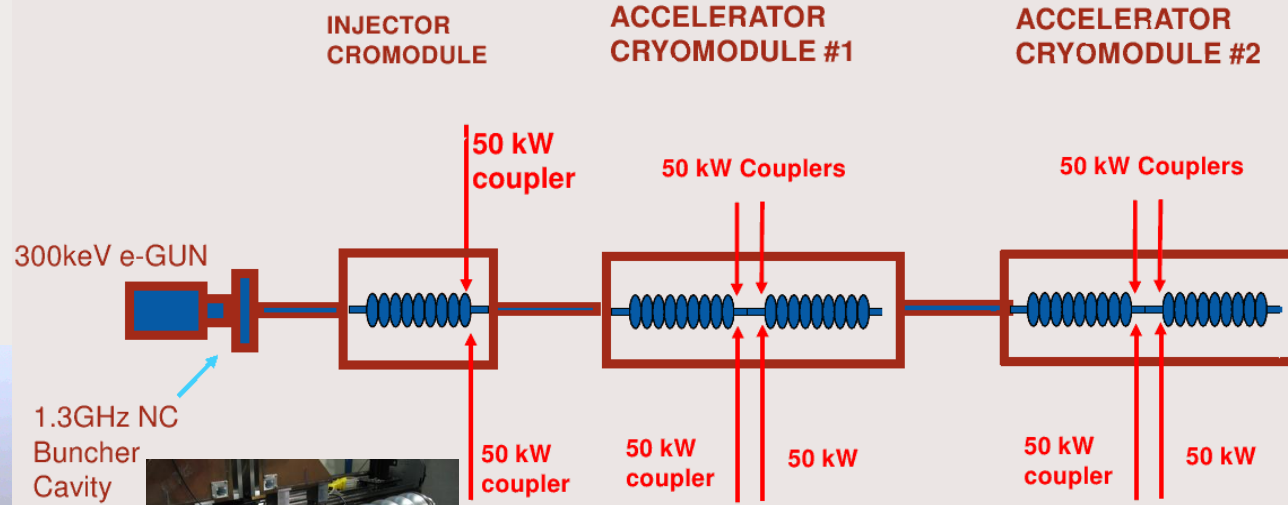 INJECTOR
CROMODULE
ACCELERATOR
CRYOMODULE #1
ACCELERATOR
CRYOMODULE #2
50 kW
coupler
50 kW Couplers
50 kW Couplers
300keV e-GUN
1.3GHz NC
Buncher
Cavity
50 kW
coupler
50 kW
coupler
50 kW
50 kW
coupler
50 kW